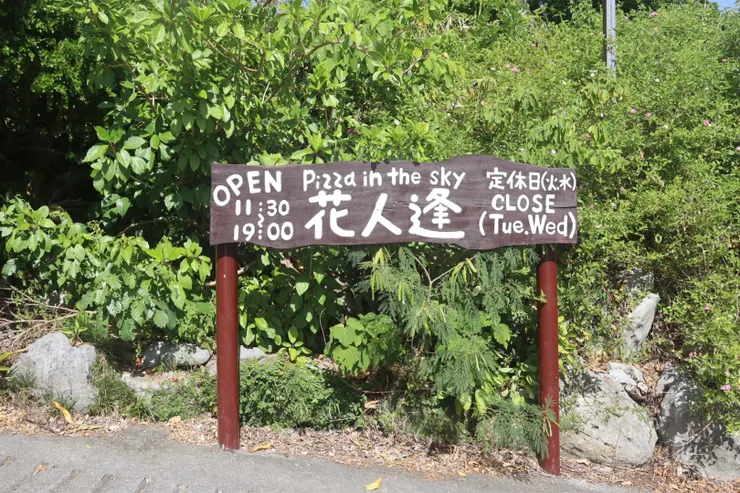 OPEN
11:30
~
19:00
Pizza in the sky
花人逢
定休日(火·水)
CLOSE
(Tue.Wed)